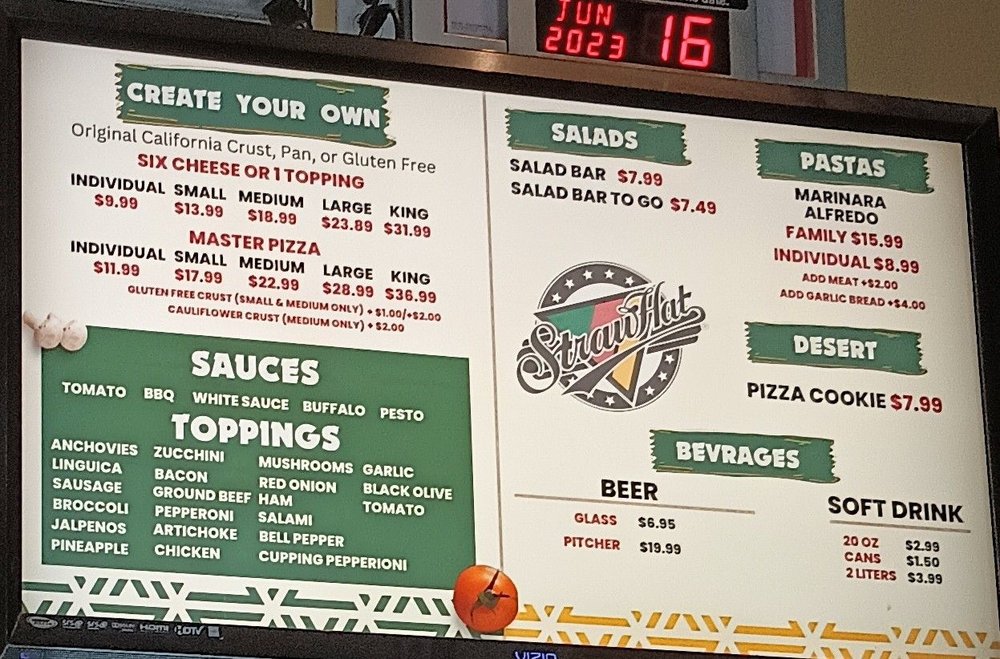 JUN
2023 16
CREATE YOUR OWN
Original California Crust, Pan, or Gluten Free
SIX CHEESE OR 1 TOPPING
INDIVIDUAL SMALL MEDIUM LARGE KING
$9.99 $13.99 $18.99 $23.89 $31.99
MASTER PIZZA
INDIVIDUAL SMALL MEDIUM LARGE KING
$11.99 $17.99 $22.99 $28.99 $36.99
GLUTEN FREE CRUST (SMALL & MEDIUM ONLY) + $1.00/+$2.00
CAULIFLOWER CRUST (MEDIUM ONLY) + $2.00
SAUCES
TOMATO BBQ WHITE SAUCE BUFFALO PESTO
TOPPINGS
ANCHOVIES ZUCCHINI MUSHROOMS GARLIC
LINGUICA BACON RED ONION BLACK OLIVE
SAUSAGE GROUND BEEF HAM TOMATO
BROCCOLI PEPPERONI SALAMI
JALPENOS ARTICHOKE BELL PEPPER
PINEAPPLE CHICKEN CUPPING PEPPERIONI
SALADS
SALAD BAR $7.99
SALAD BAR TO GO $7.49
StrawHat
PASTAS
MARINARA
ALFREDO
FAMILY $15.99
INDIVIDUAL $8.99
ADD MEAT +$2.00
ADD GARLIC BREAD +$4.00
DESERT
PIZZA COOKIE $7.99
BEVRAGES
BEER
GLASS $6.95
PITCHER $19.99
SOFT DRINK
20 OZ $2.99
CANS $1.50
2 LITERS $3.99
HDMI HDTV
VIZIO